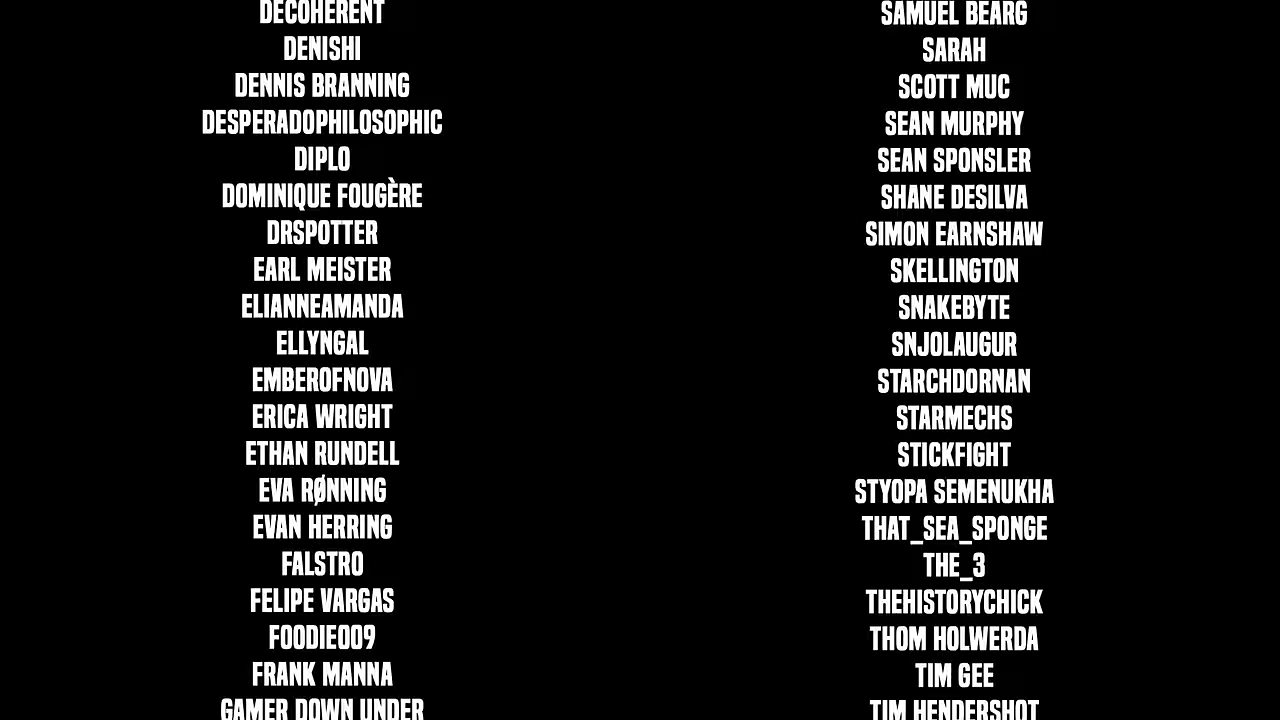 DECOHERENT
DENISHI
DENNIS BRANNING
DESPERADOPHILOSOPHIC
DIPLO
DOMINIQUE FOUGÈRE
DRSPOTTER
EARL MEISTER
ELIANNEAMANDA
ELLYNGAL
EMBEROFNOVA
ERICA WRIGHT
ETHAN RUNDELL
EVA RØNNING
EVAN HERRING
FALSTRO
FELIPE VARGAS
FOODIE009
FRANK MANNA
GAMER DOWN UNDER
SAMUEL BEARG
SARAH
SCOTT MUC
SEAN MURPHY
SEAN SPONSLER
SHANE DESILVA
SIMON EARNSHAW
SKELLINGTON
SNAKEBYTE
SNJOLAUGUR
STARCHDORNAN
STARMECHS
STICKFIGHT
STYOPA SEMENUKHA
THAT_SEA_SPONGE
THE_3
THEHISTORYCHICK
THOM HOLWERDA
TIM GEE
TIM HENDERSHOT